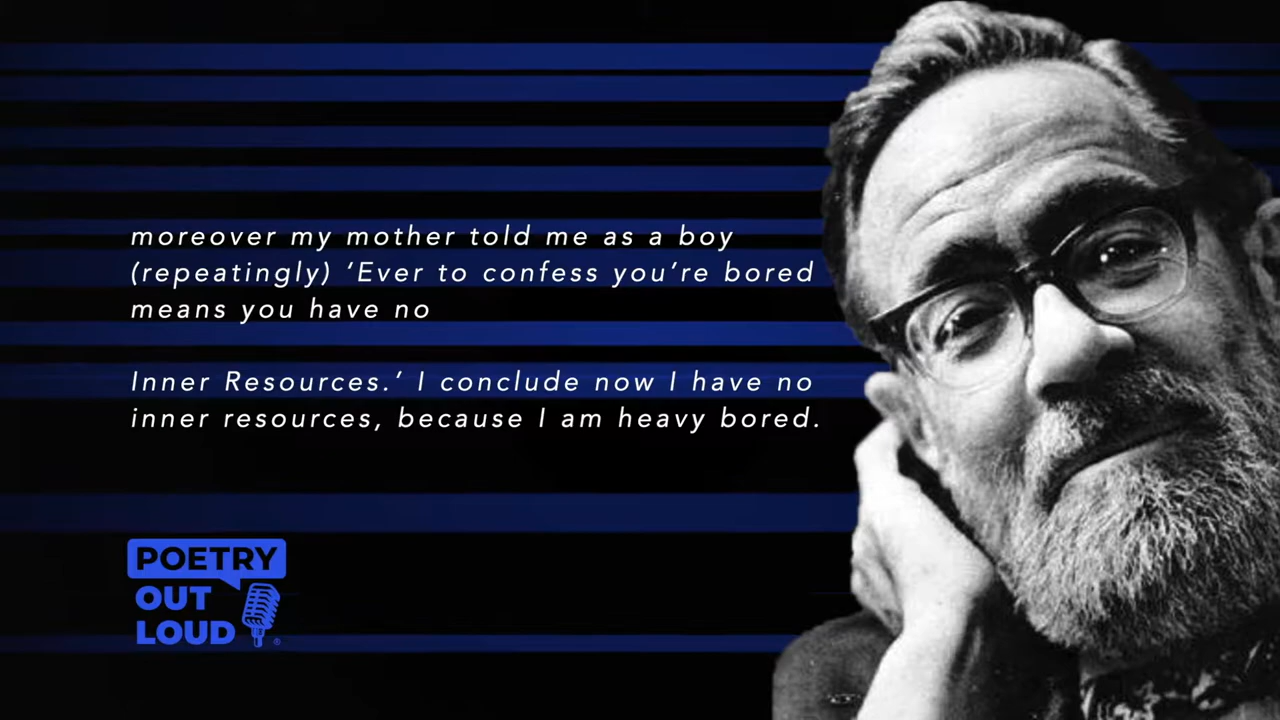 moreover my mother told me as a boy
(repeatingly) ‘Ever to confess you’re bored
means you have no
Inner Resources.’ I conclude now I have no
inner resources, because I am heavy bored.
POETRY
OUT
LOUD
®